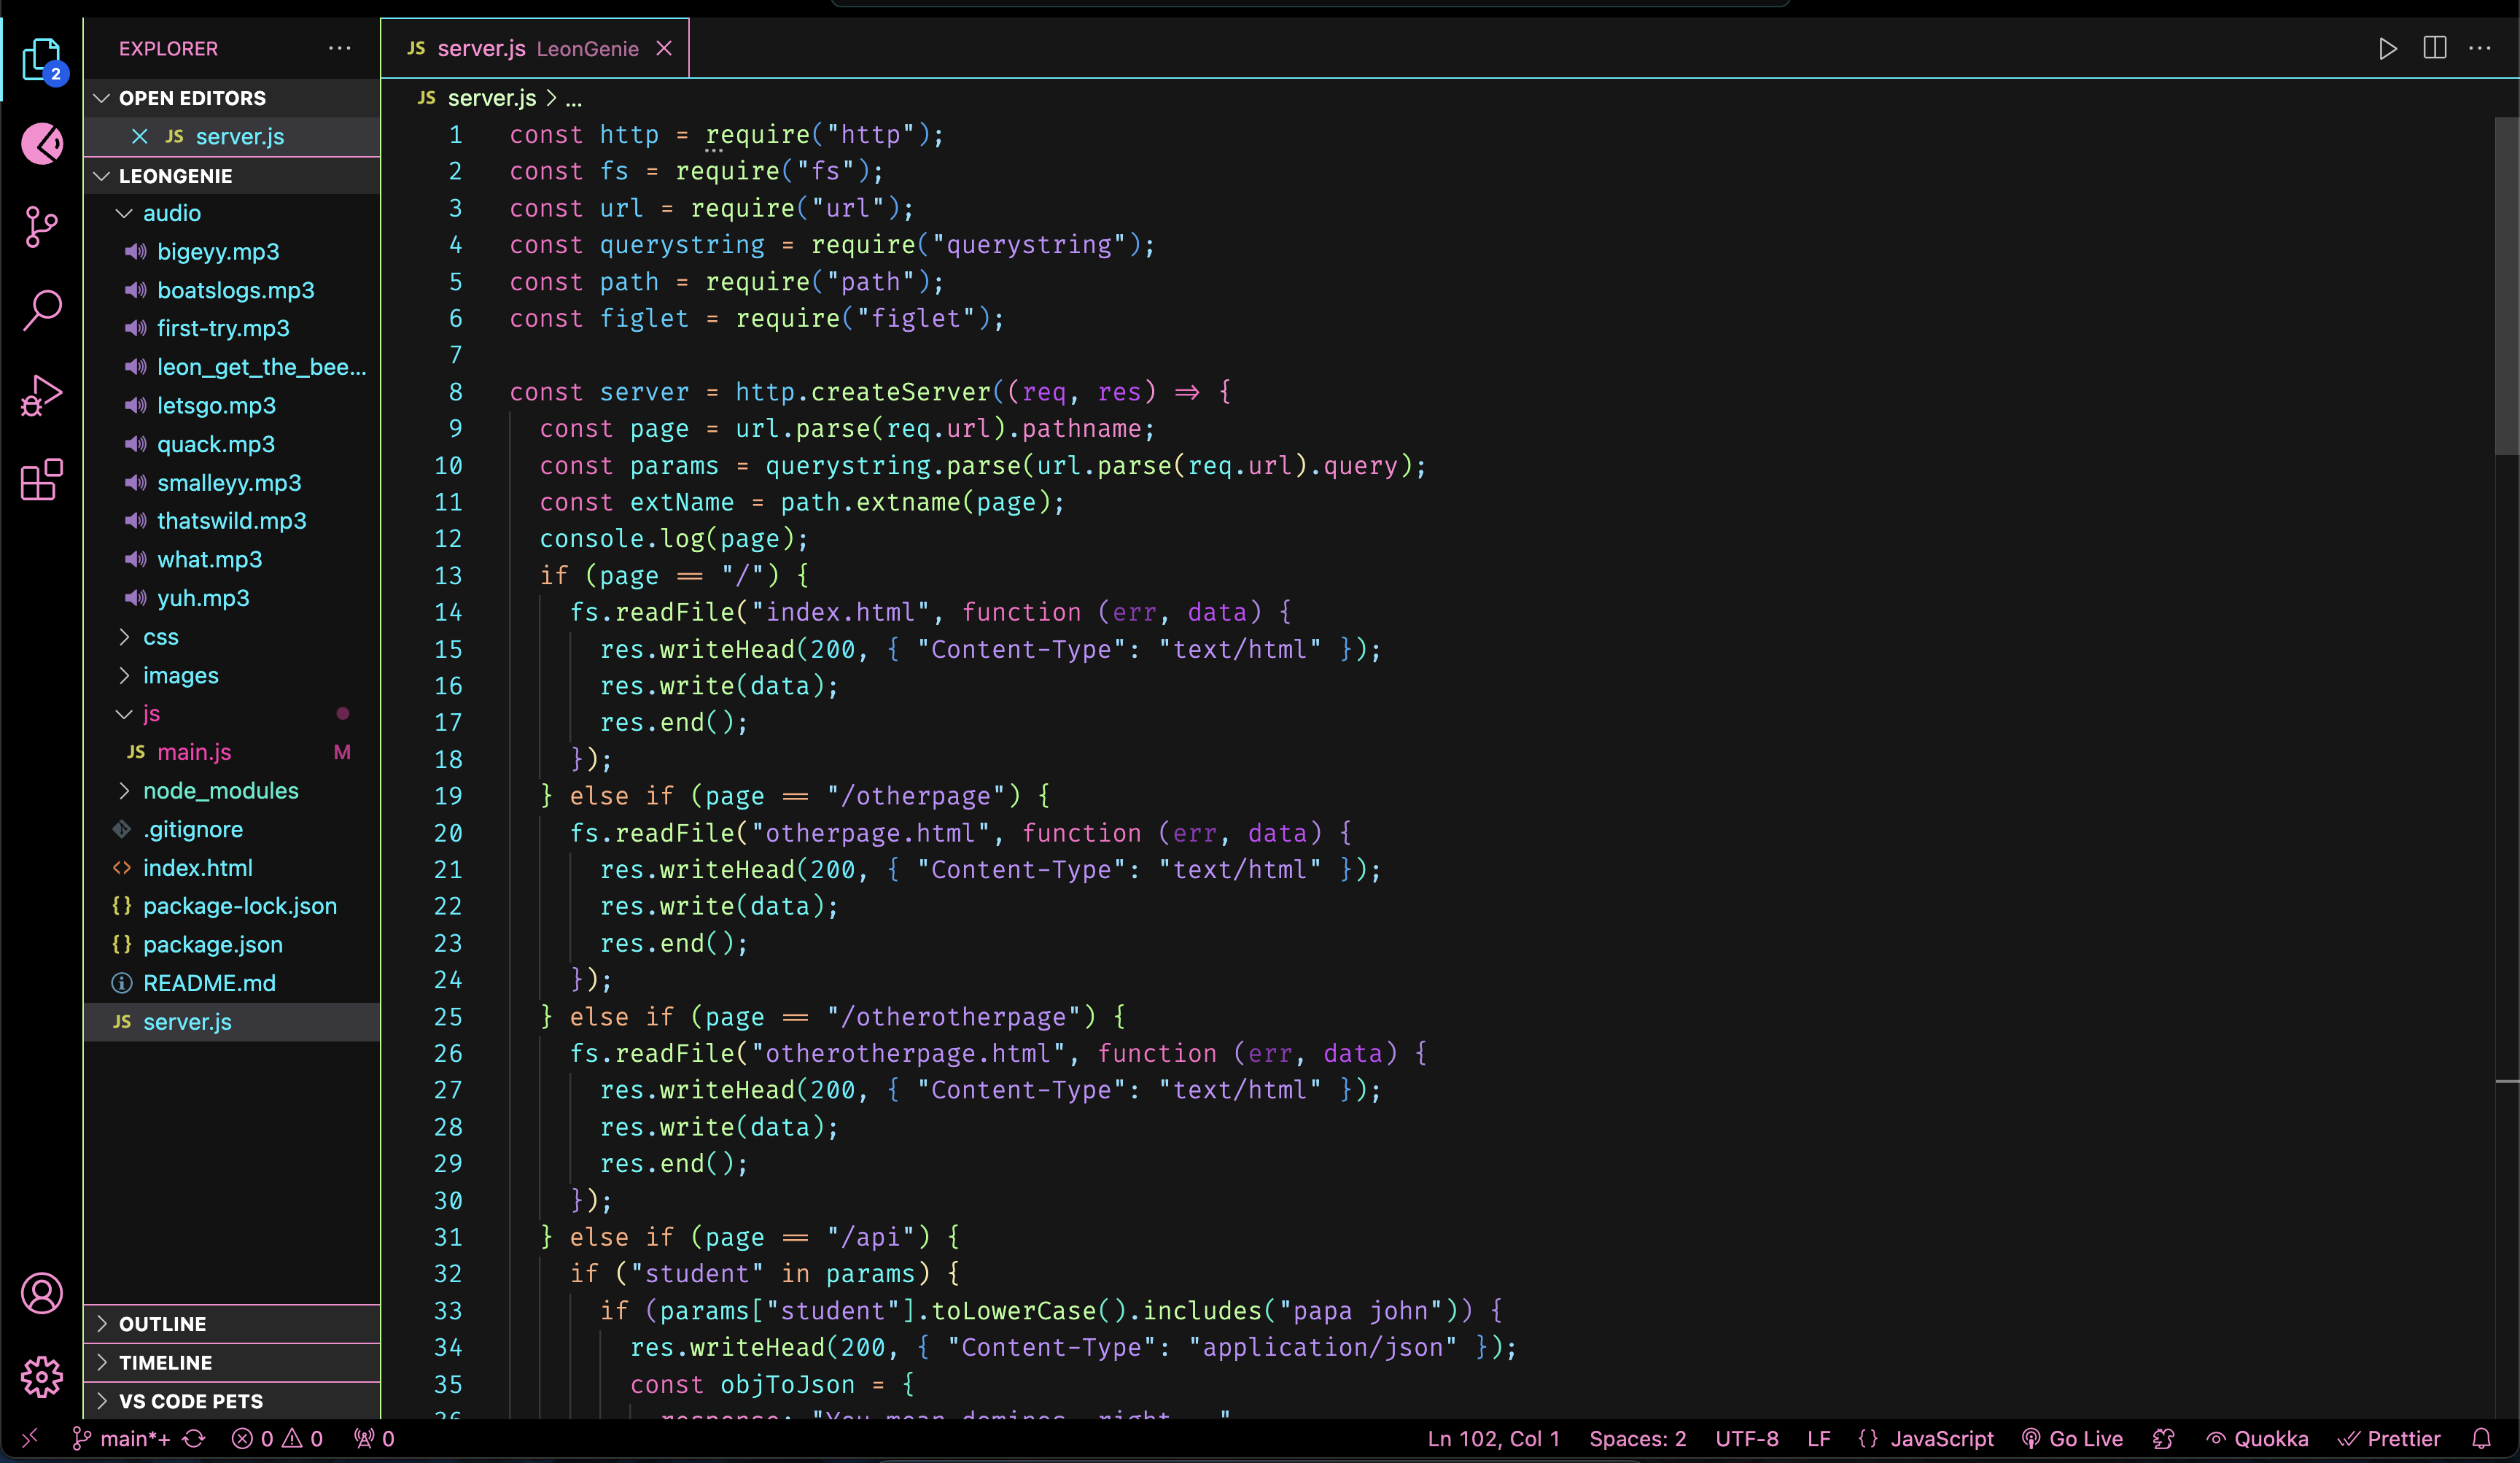 EXPLORER
OPEN EDITORS
JS server.js
LEONGENIE
audio
bigeyy.mp3
boatslogs.mp3
first-try.mp3
leon_get_the_bee...
letsgo.mp3
quack.mp3
smalleyy.mp3
thatswild.mp3
what.mp3
yuh.mp3
css
images
js
JS main.js M
node_modules
.gitignore
index.html
package-lock.json
package.json
README.md
JS server.js
OUTLINE
TIMELINE
VS CODE PETS
2
JS server.js LeonGenie
JS server.js > ...
1 const http = require("http");
2 const fs = require("fs");
3 const url = require("url");
4 const querystring = require("querystring");
5 const path = require("path");
6 const figlet = require("figlet");
7
8 const server = http.createServer((req, res) => {
9 const page = url.parse(req.url).pathname;
10 const params = querystring.parse(url.parse(req.url).query);
11 const extName = path.extname(page);
12 console.log(page);
13 if (page == "/") {
14 fs.readFile("index.html", function (err, data) {
15 res.writeHead(200, { "Content-Type": "text/html" });
16 res.write(data);
17 res.end();
18 });
19 } else if (page == "/otherpage") {
20 fs.readFile("otherpage.html", function (err, data) {
21 res.writeHead(200, { "Content-Type": "text/html" });
22 res.write(data);
23 res.end();
24 });
25 } else if (page == "/otherotherpage") {
26 fs.readFile("otherotherpage.html", function (err, data) {
27 res.writeHead(200, { "Content-Type": "text/html" });
28 res.write(data);
29 res.end();
30 });
31 } else if (page == "/api") {
32 if ("student" in params) {
33 if (params["student"].toLowerCase().includes("papa john")) {
34 res.writeHead(200, { "Content-Type": "application/json" });
35 const objToJson = {
36 response: "You mean dominos, right
main*+ 0 0 0 Ln 102, Col 1 Spaces: 2 UTF-8 LF {} JavaScript Go Live Quokka Prettier